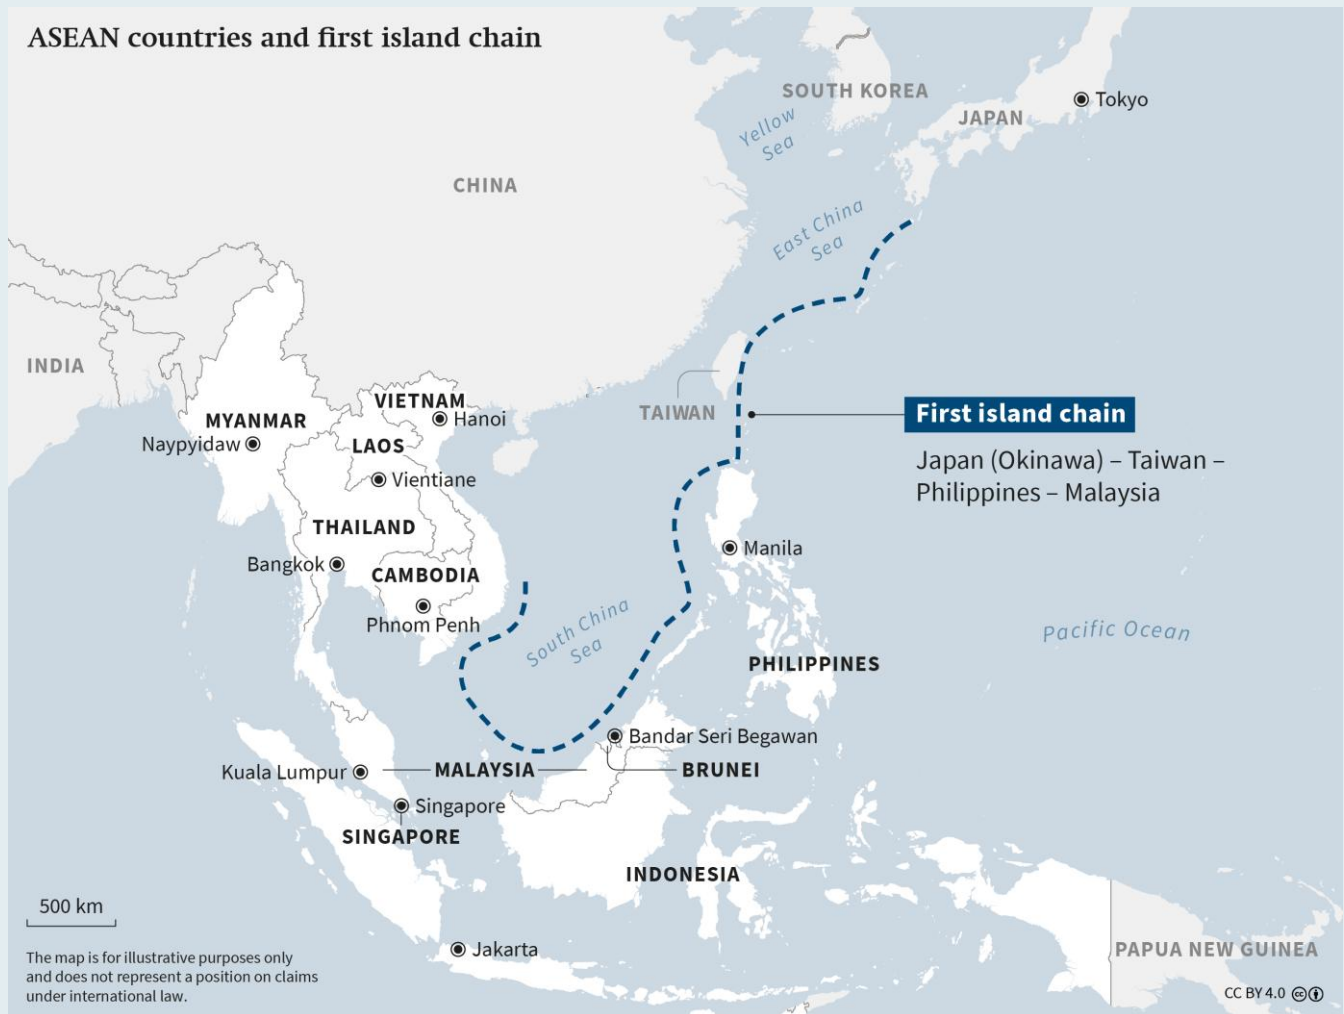 ASEAN countries and first island chain
SOUTH KOREA
Tokyo
JAPAN
Yellow
Sea
CHINA
East China
Sea
INDIA
TAIWAN
First island chain
Japan (Okinawa) – Taiwan –
Philippines – Malaysia
VIETNAM
Hanoi
MYANMAR
Naypyidaw
LAOS
Vientiane
THAILAND
Bangkok
CAMBODIA
Phnom Penh
Manila
South China
Sea
Pacific Ocean
PHILIPPINES
Bandar Seri Begawan
Kuala Lumpur
MALAYSIA
BRUNEI
Singapore
SINGAPORE
INDONESIA
500 km
Jakarta
PAPUA NEW GUINEA
The map is for illustrative purposes only
and does not represent a position on claims
under international law.
CC BY 4.0